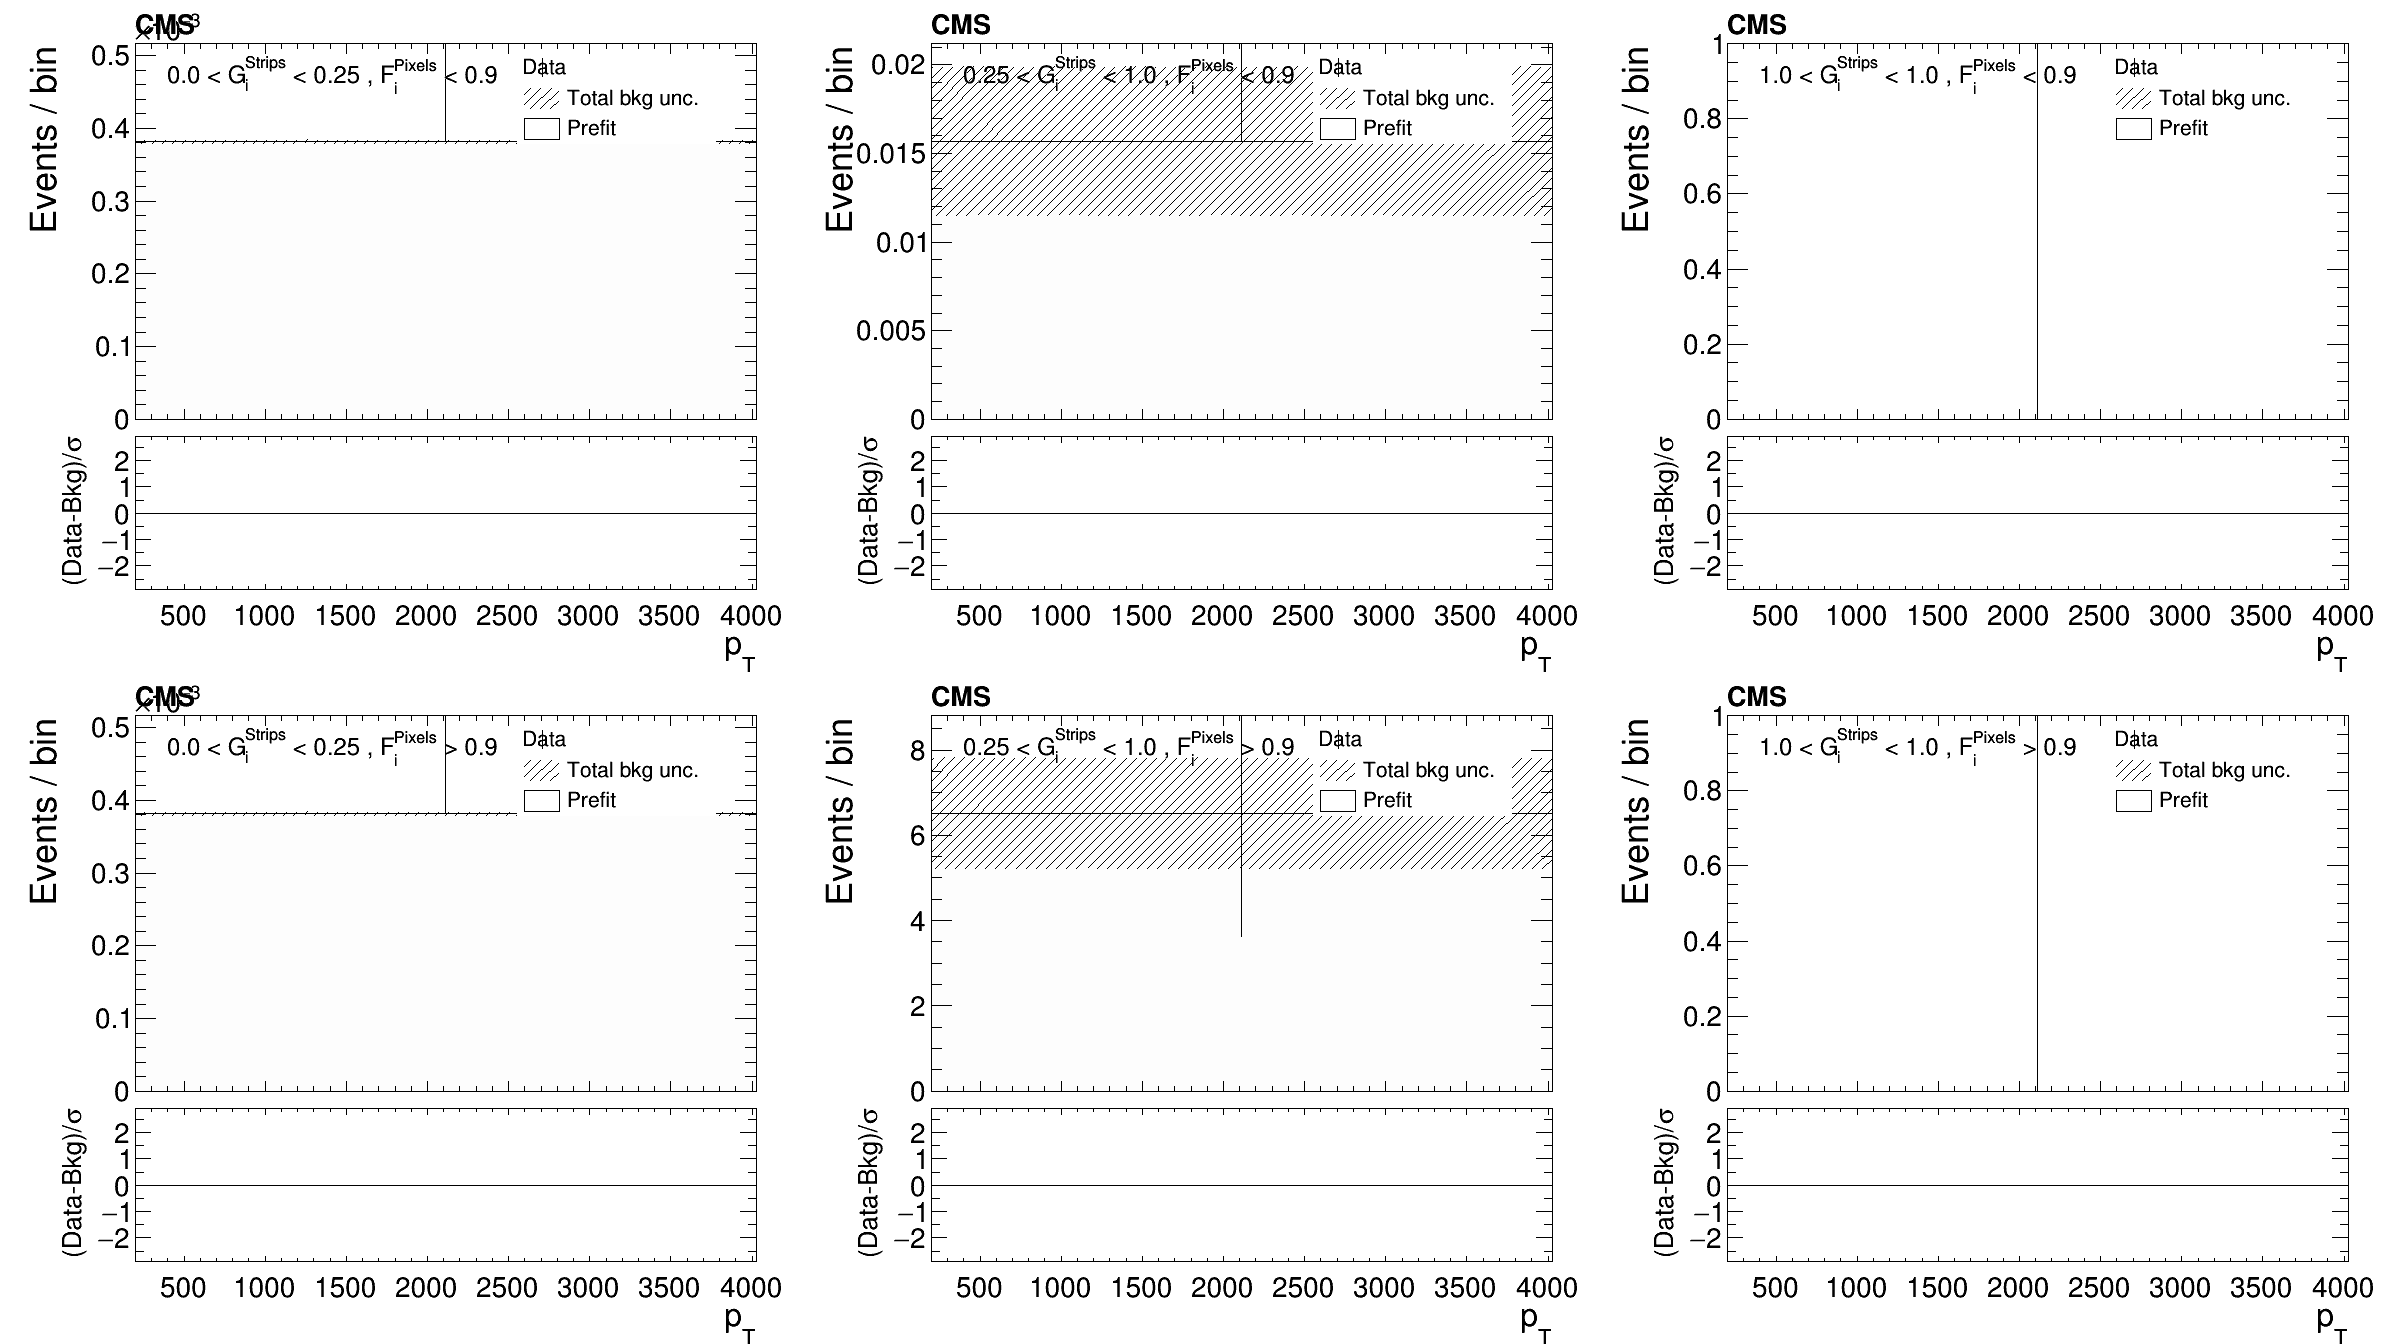 CMS
×10⁻³
Events / bin
0.5
0.4
0.3
0.2
0.1
0
0.0 < G_i^Strips < 0.25 , F_i^Pixels < 0.9
Data
Total bkg unc.
Prefit
(Data-Bkg)/σ
2
1
0
−1
−2
500 1000 1500 2000 2500 3000 3500 4000
p_T
CMS
Events / bin
0.02
0.015
0.01
0.005
0
0.25 < G_i^Strips < 1.0 , F_i^Pixels < 0.9
Data
Total bkg unc.
Prefit
(Data-Bkg)/σ
2
1
0
−1
−2
500 1000 1500 2000 2500 3000 3500 4000
p_T
CMS
Events / bin
1
0.8
0.6
0.4
0.2
0
1.0 < G_i^Strips < 1.0 , F_i^Pixels < 0.9
Data
Total bkg unc.
Prefit
(Data-Bkg)/σ
2
1
0
−1
−2
500 1000 1500 2000 2500 3000 3500 4000
p_T
CMS
×10⁻³
Events / bin
0.5
0.4
0.3
0.2
0.1
0
0.0 < G_i^Strips < 0.25 , F_i^Pixels > 0.9
Data
Total bkg unc.
Prefit
(Data-Bkg)/σ
2
1
0
−1
−2
500 1000 1500 2000 2500 3000 3500 4000
p_T
CMS
Events / bin
8
6
4
2
0
0.25 < G_i^Strips < 1.0 , F_i^Pixels > 0.9
Data
Total bkg unc.
Prefit
(Data-Bkg)/σ
2
1
0
−1
−2
500 1000 1500 2000 2500 3000 3500 4000
p_T
CMS
Events / bin
1
0.8
0.6
0.4
0.2
0
1.0 < G_i^Strips < 1.0 , F_i^Pixels > 0.9
Data
Total bkg unc.
Prefit
(Data-Bkg)/σ
2
1
0
−1
−2
500 1000 1500 2000 2500 3000 3500 4000
p_T